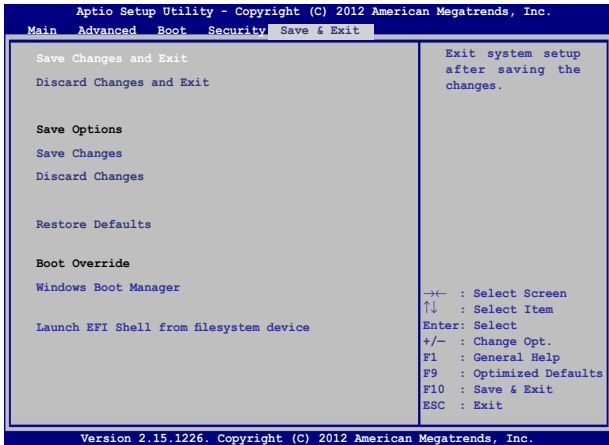 Aptio Setup Utility - Copyright (C) 2012 American Megatrends, Inc.
Main Advanced Boot Security Save & Exit
Save Changes and Exit
Discard Changes and Exit
Save Options
Save Changes
Discard Changes
Restore Defaults
Boot Override
Windows Boot Manager
Launch EFI Shell from filesystem device
Exit system setup
after saving the
changes.
→← : Select Screen
↑↓ : Select Item
Enter: Select
+/— : Change Opt.
F1 : General Help
F9 : Optimized Defaults
F10 : Save & Exit
ESC : Exit
Version 2.15.1226. Copyright (C) 2012 American Megatrends, Inc.